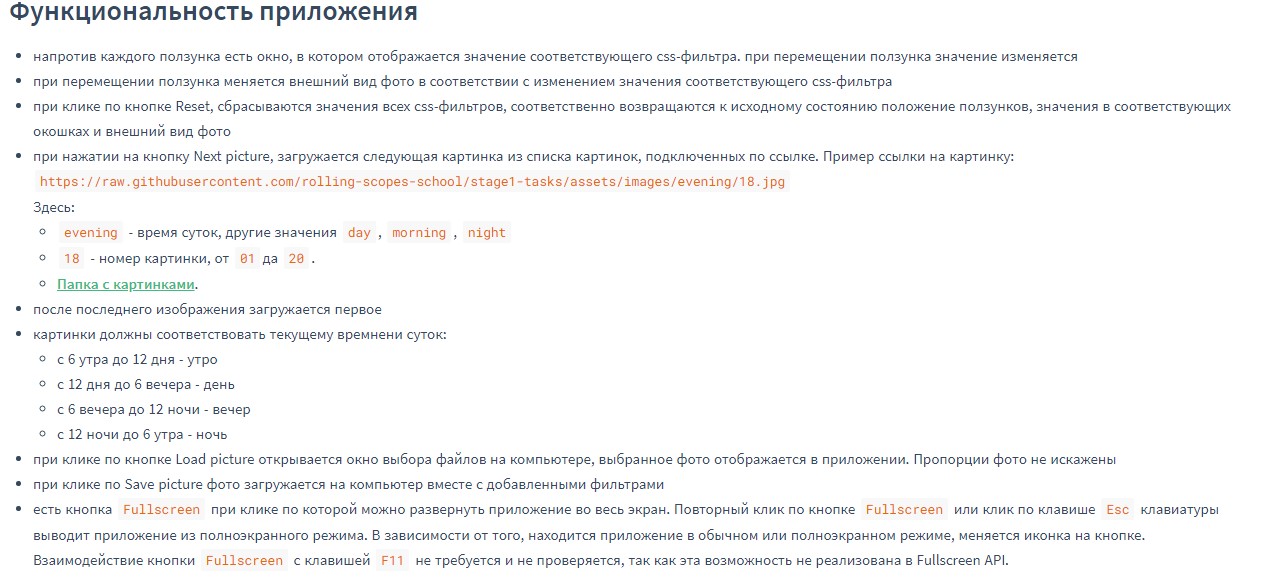 Функциональность приложения
напротив каждого ползунка есть окно, в котором отображается значение соответствующего css-фильтра. при перемещении ползунка значение изменяется
при перемещении ползунка меняется внешний вид фото в соответствии с изменением значения соответствующего css-фильтра
при клике по кнопке Reset, сбрасываются значения всех css-фильтров, соответственно возвращаются к исходному состоянию положение ползунков, значения в соответствующих
окошках и внешний вид фото
при нажатии на кнопку Next picture, загружается следующая картинка из списка картинок, подключенных по ссылке. Пример ссылки на картинку:
https://raw.githubusercontent.com/rolling-scopes-school/stage1-tasks/assets/images/evening/18.jpg
Здесь:
evening - время суток, другие значения day , morning , night
18 - номер картинки, от 01 да 20 .
Папка с картинками.
после последнего изображения загружается первое
картинки должны соответствовать текущему времнени суток:
с 6 утра до 12 дня - утро
с 12 дня до 6 вечера - день
с 6 вечера до 12 ночи - вечер
с 12 ночи до 6 утра - ночь
при клике по кнопке Load picture открывается окно выбора файлов на компьютере, выбранное фото отображается в приложении. Пропорции фото не искажены
при клике по Save picture фото загружается на компьютер вместе с добавленными фильтрами
есть кнопка Fullscreen при клике по которой можно развернуть приложение во весь экран. Повторный клик по кнопке Fullscreen или клик по клавише Esc клавиатуры
выводит приложение из полноэкранного режима. В зависимости от того, находится приложение в обычном или полноэкранном режиме, меняется иконка на кнопке.
Взаимодействие кнопки Fullscreen с клавишей F11 не требуется и не проверяется, так как эта возможность не реализована в Fullscreen API.